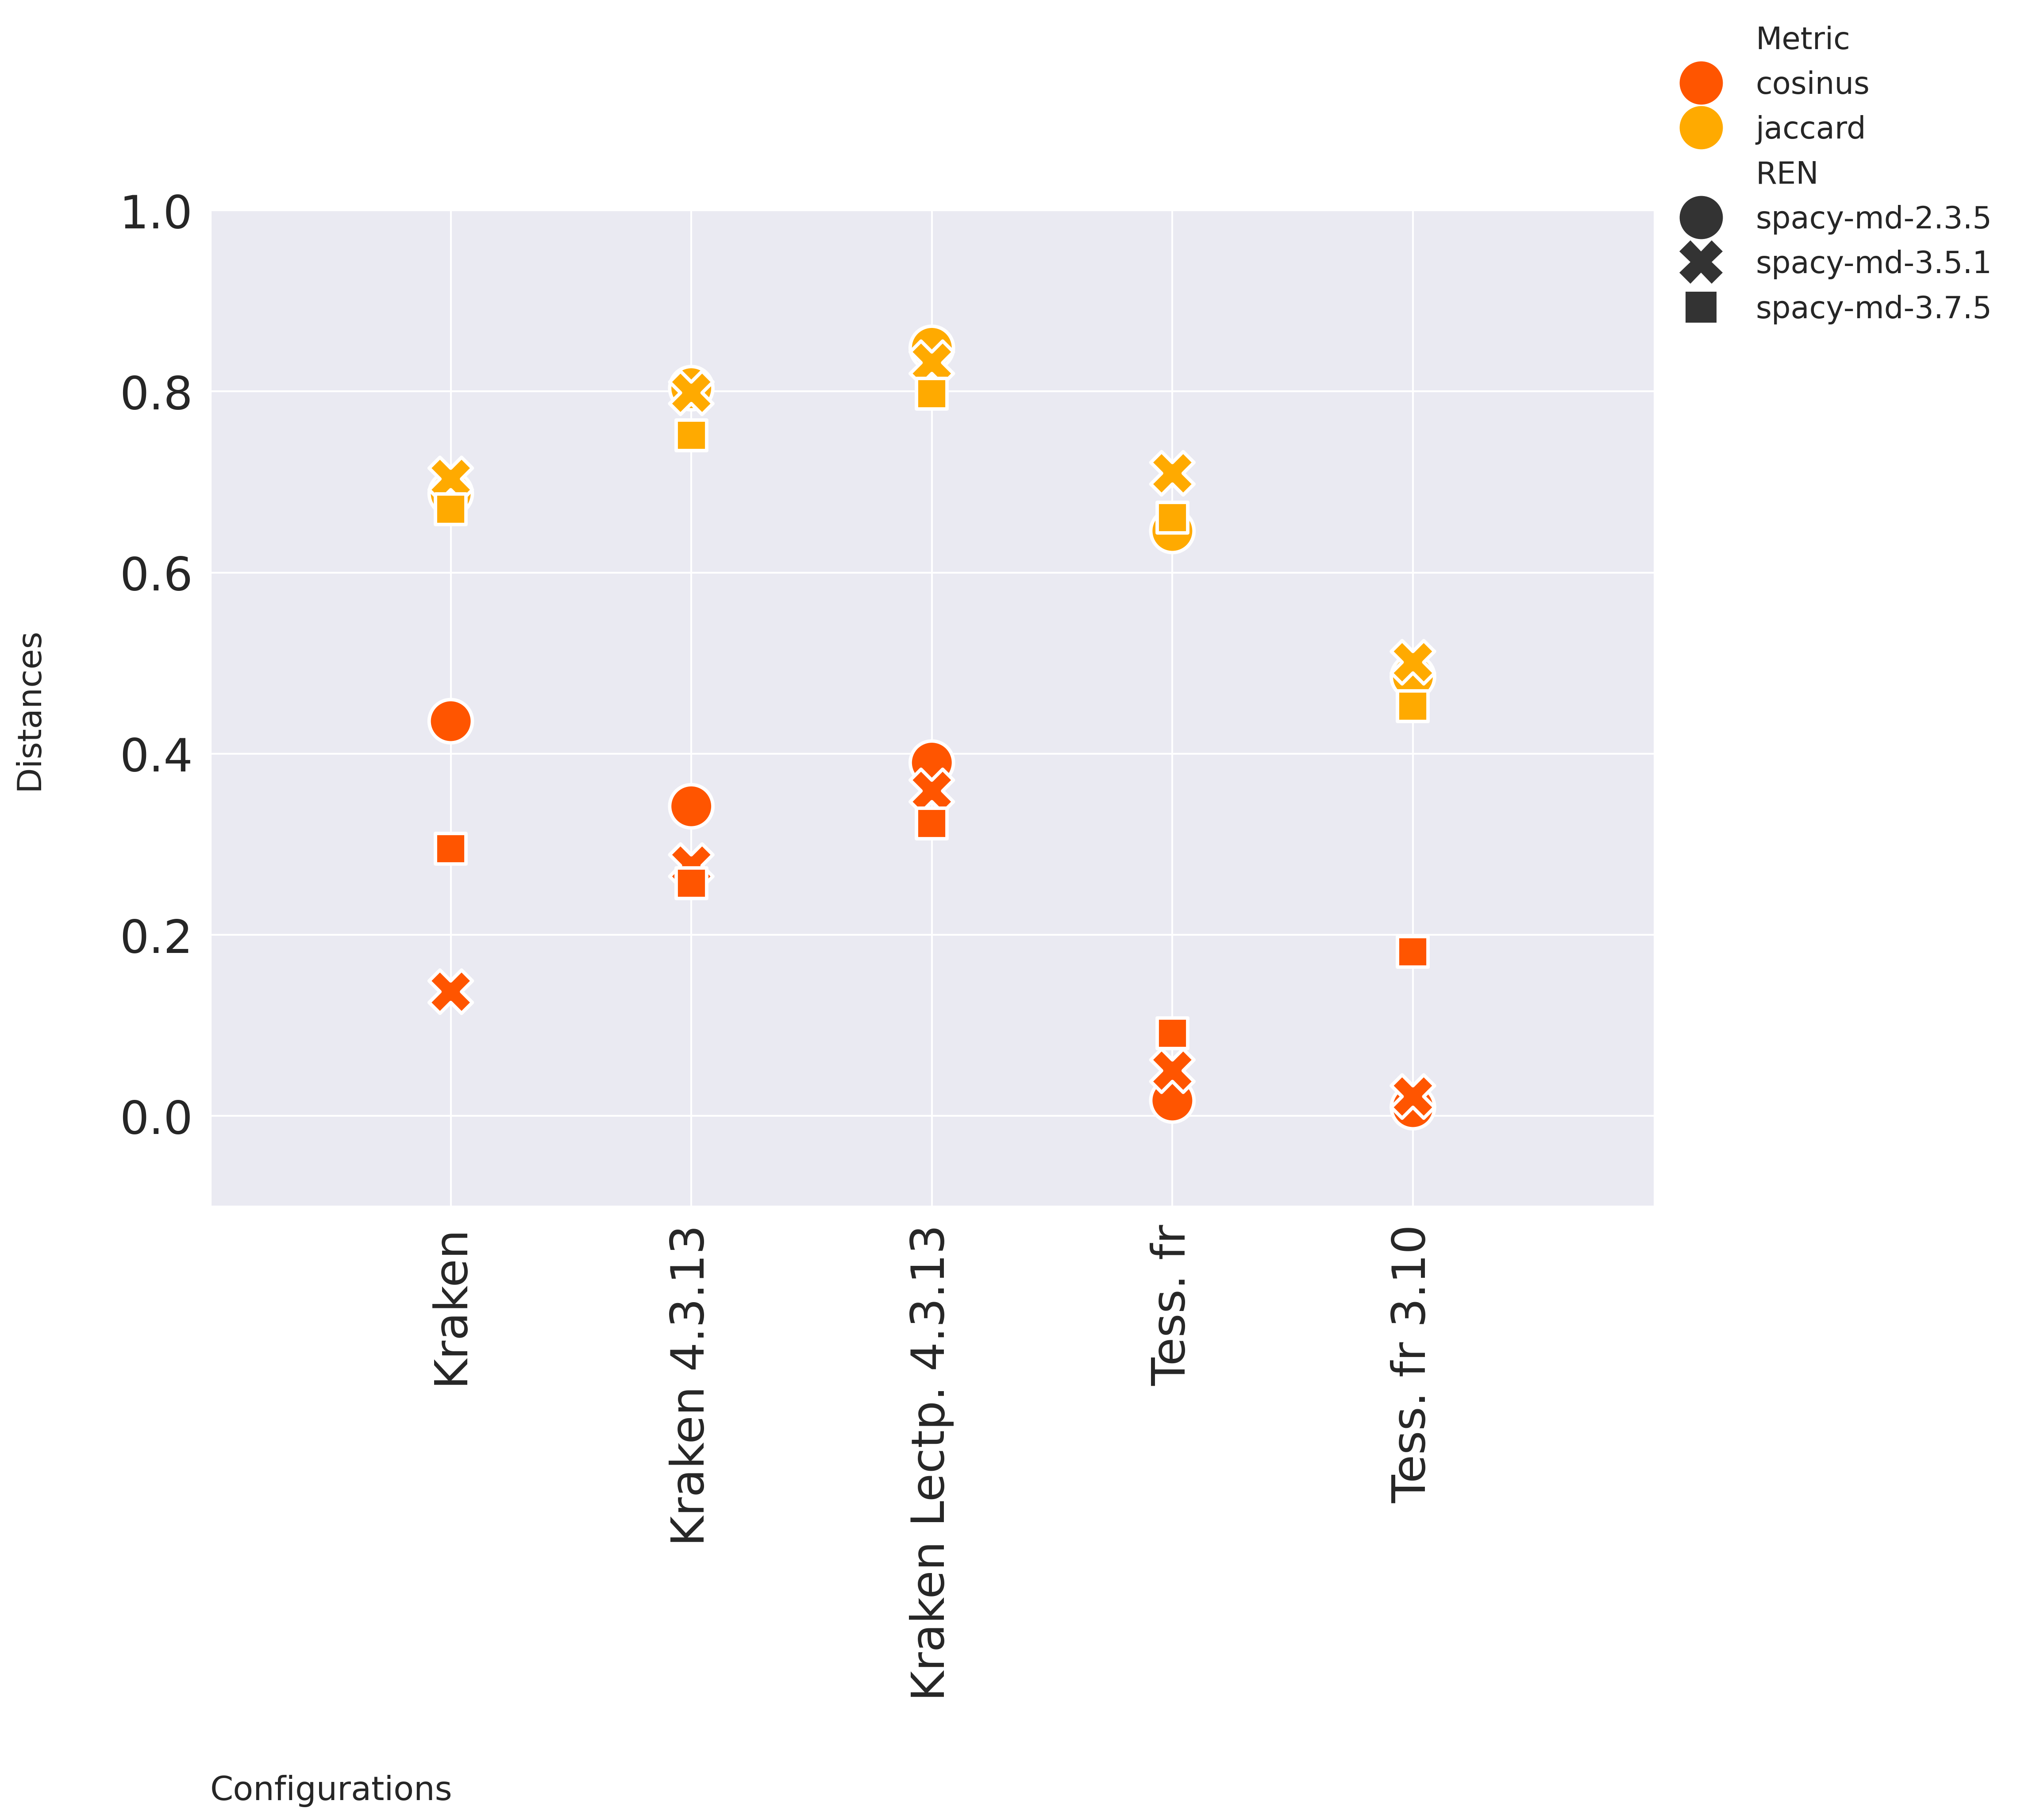 Metric
cosinus
jaccard
REN
spacy-md-2.3.5
spacy-md-3.5.1
spacy-md-3.7.5
1.0
0.8
0.6
0.4
0.2
0.0
Distances
Kraken
Kraken 4.3.13
Kraken Lectp. 4.3.13
Tess. fr
Tess. fr 3.10
Configurations